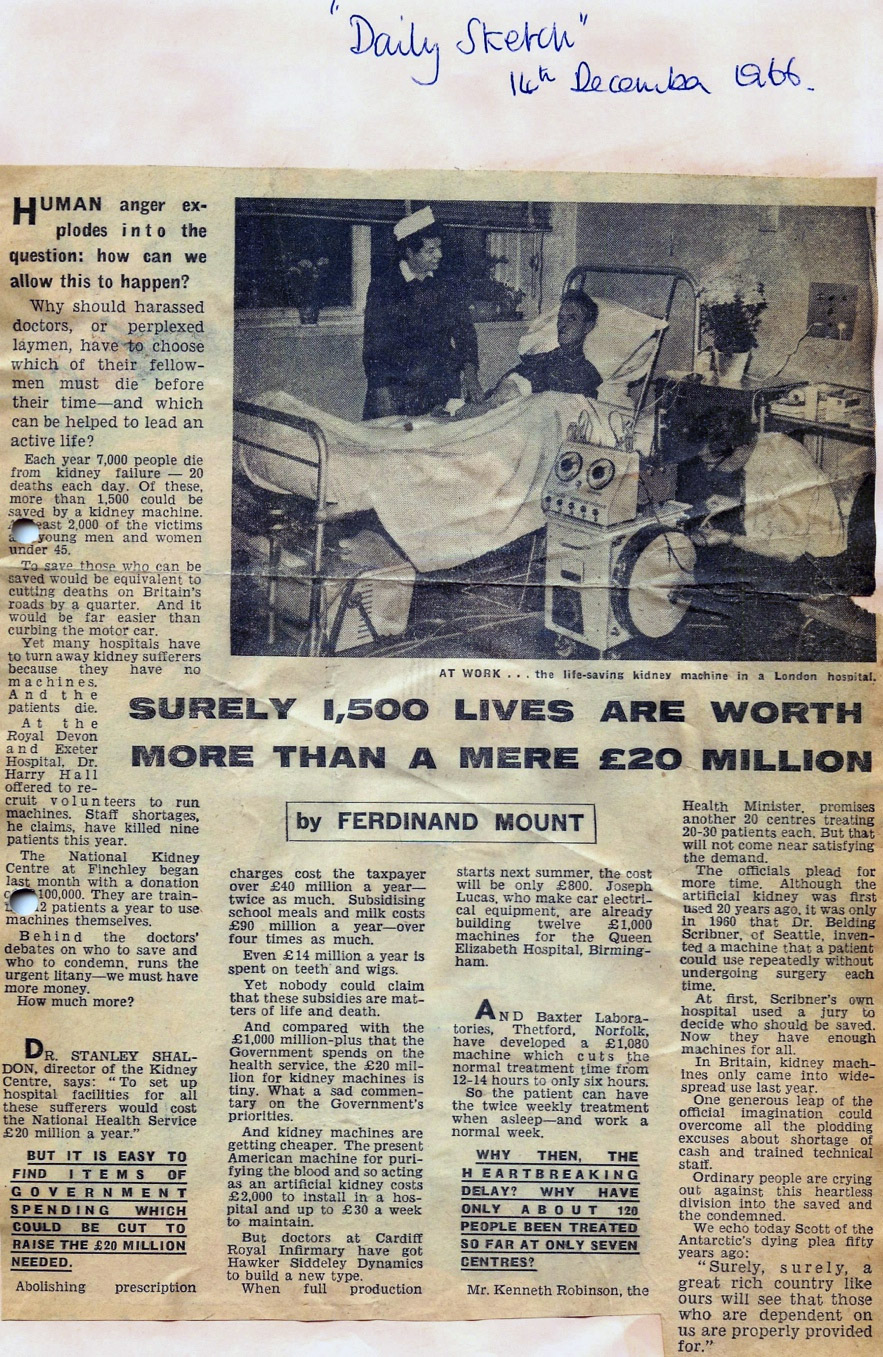 "Daily Sketch"
14th December 1966.
HUMAN anger ex-
plodes into the
question: how can we
allow this to happen?
Why should harassed
doctors, or perplexed
laymen, have to choose
which of their fellow-
men must die before
their time—and which
can be helped to lead an
active life?
Each year 7,000 people die
from kidney failure — 20
deaths each day. Of these,
more than 1,500 could be
saved by a kidney machine.
2,000 of the victims
young men and women
under 45.
To save those who can be
saved would be equivalent to
cutting deaths on Britain's
roads by a quarter. And it
would be far easier than
curbing the motor car.
Yet many hospitals have
to turn away kidney sufferers
because they have no
machines.
And the
patients die.
At the
Royal Devon
and Exeter
Hospital, Dr.
Harry Hall
offered to re-
cruit volunteers to run
machines. Staff shortages,
he claims, have killed nine
patients this year.
The National Kidney
Centre at Finchley began
last month with a donation
100,000. They are train-
2 patients a year to use
machines themselves.
Behind the doctors'
debates on who to save and
who to condemn, runs the
urgent litany—we must have
more money.
How much more?
DR. STANLEY SHAL-
DON, director of the Kidney
Centre, says: "To set up
hospital facilities for all
these sufferers would cost
the National Health Service
£20 million a year."
BUT IT IS EASY TO
FIND ITEMS OF
GOVERNMENT
SPENDING WHICH
COULD BE CUT TO
RAISE THE £20 MILLION
NEEDED.
Abolishing prescription
AT WORK . . . the life-saving kidney machine in a London hospital.
SURELY 1,500 LIVES ARE WORTH
MORE THAN A MERE £20 MILLION
by FERDINAND MOUNT
charges cost the taxpayer
over £40 million a year—
twice as much. Subsidising
school meals and milk costs
£90 million a year—over
four times as much.
Even £14 million a year is
spent on teeth and wigs.
Yet nobody could claim
that these subsidies are mat-
ters of life and death.
And compared with the
£1,000 million-plus that the
Government spends on the
health service, the £20 mil-
lion for kidney machines is
tiny. What a sad commen-
tary on the Government's
priorities.
And kidney machines are
getting cheaper. The present
American machine for puri-
fying the blood and so acting
as an artificial kidney costs
£2,000 to install in a hos-
pital and up to £30 a week
to maintain.
But doctors at Cardiff
Royal Infirmary have got
Hawker Siddeley Dynamics
to build a new type.
When full production
starts next summer, the cost
will be only £800. Joseph
Lucas, who make car electri-
cal equipment, are already
building twelve £1,000
machines for the Queen
Elizabeth Hospital, Birming-
ham.
AND Baxter Labora-
tories, Thetford, Norfolk,
have developed a £1,080
machine which cuts the
normal treatment time from
12-14 hours to only six hours.
So the patient can have
the twice weekly treatment
when asleep—and work a
normal week.
WHY THEN, THE
HEARTBREAKING
DELAY? WHY HAVE
ONLY ABOUT 120
PEOPLE BEEN TREATED
SO FAR AT ONLY SEVEN
CENTRES?
Mr. Kenneth Robinson, the
Health Minister, promises
another 20 centres treating
20-30 patients each. But that
will not come near satisfying
the demand.
The officials plead for
more time. Although the
artificial kidney was first
used 20 years ago, it was only
in 1960 that Dr. Belding
Scribner, of Seattle, inven-
ted a machine that a patient
could use repeatedly without
undergoing surgery each
time.
At first, Scribner's own
hospital used a jury to
decide who should be saved.
Now they have enough
machines for all.
In Britain, kidney mach-
ines only came into wide-
spread use last year.
One generous leap of the
official imagination could
overcome all the plodding
excuses about shortage of
cash and trained technical
staff.
Ordinary people are crying
out against this heartless
division into the saved and
the condemned.
We echo today Scott of the
Antarctic's dying plea fifty
years ago:
"Surely, surely, a
great rich country like
ours will see that those
who are dependent on
us are properly provided
for."